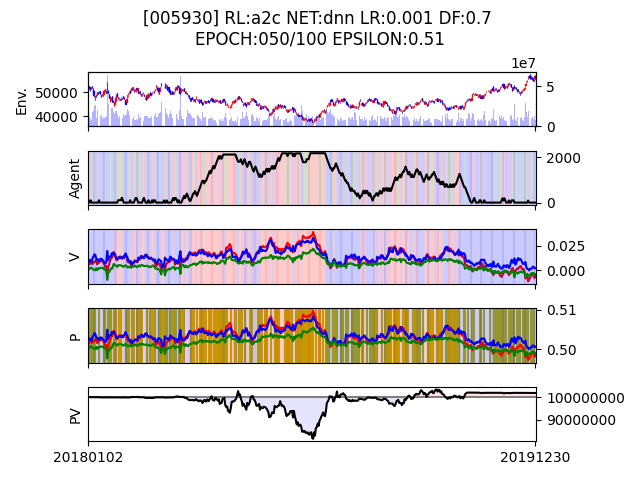 [005930] RL:a2c NET:dnn LR:0.001 DF:0.7
EPOCH:050/100 EPSILON:0.51
1e7
Env.
50000
40000
5
0
Agent
2000
0
V
0.025
0.000
P
0.51
0.50
PV
100000000
90000000
20180102
20191230